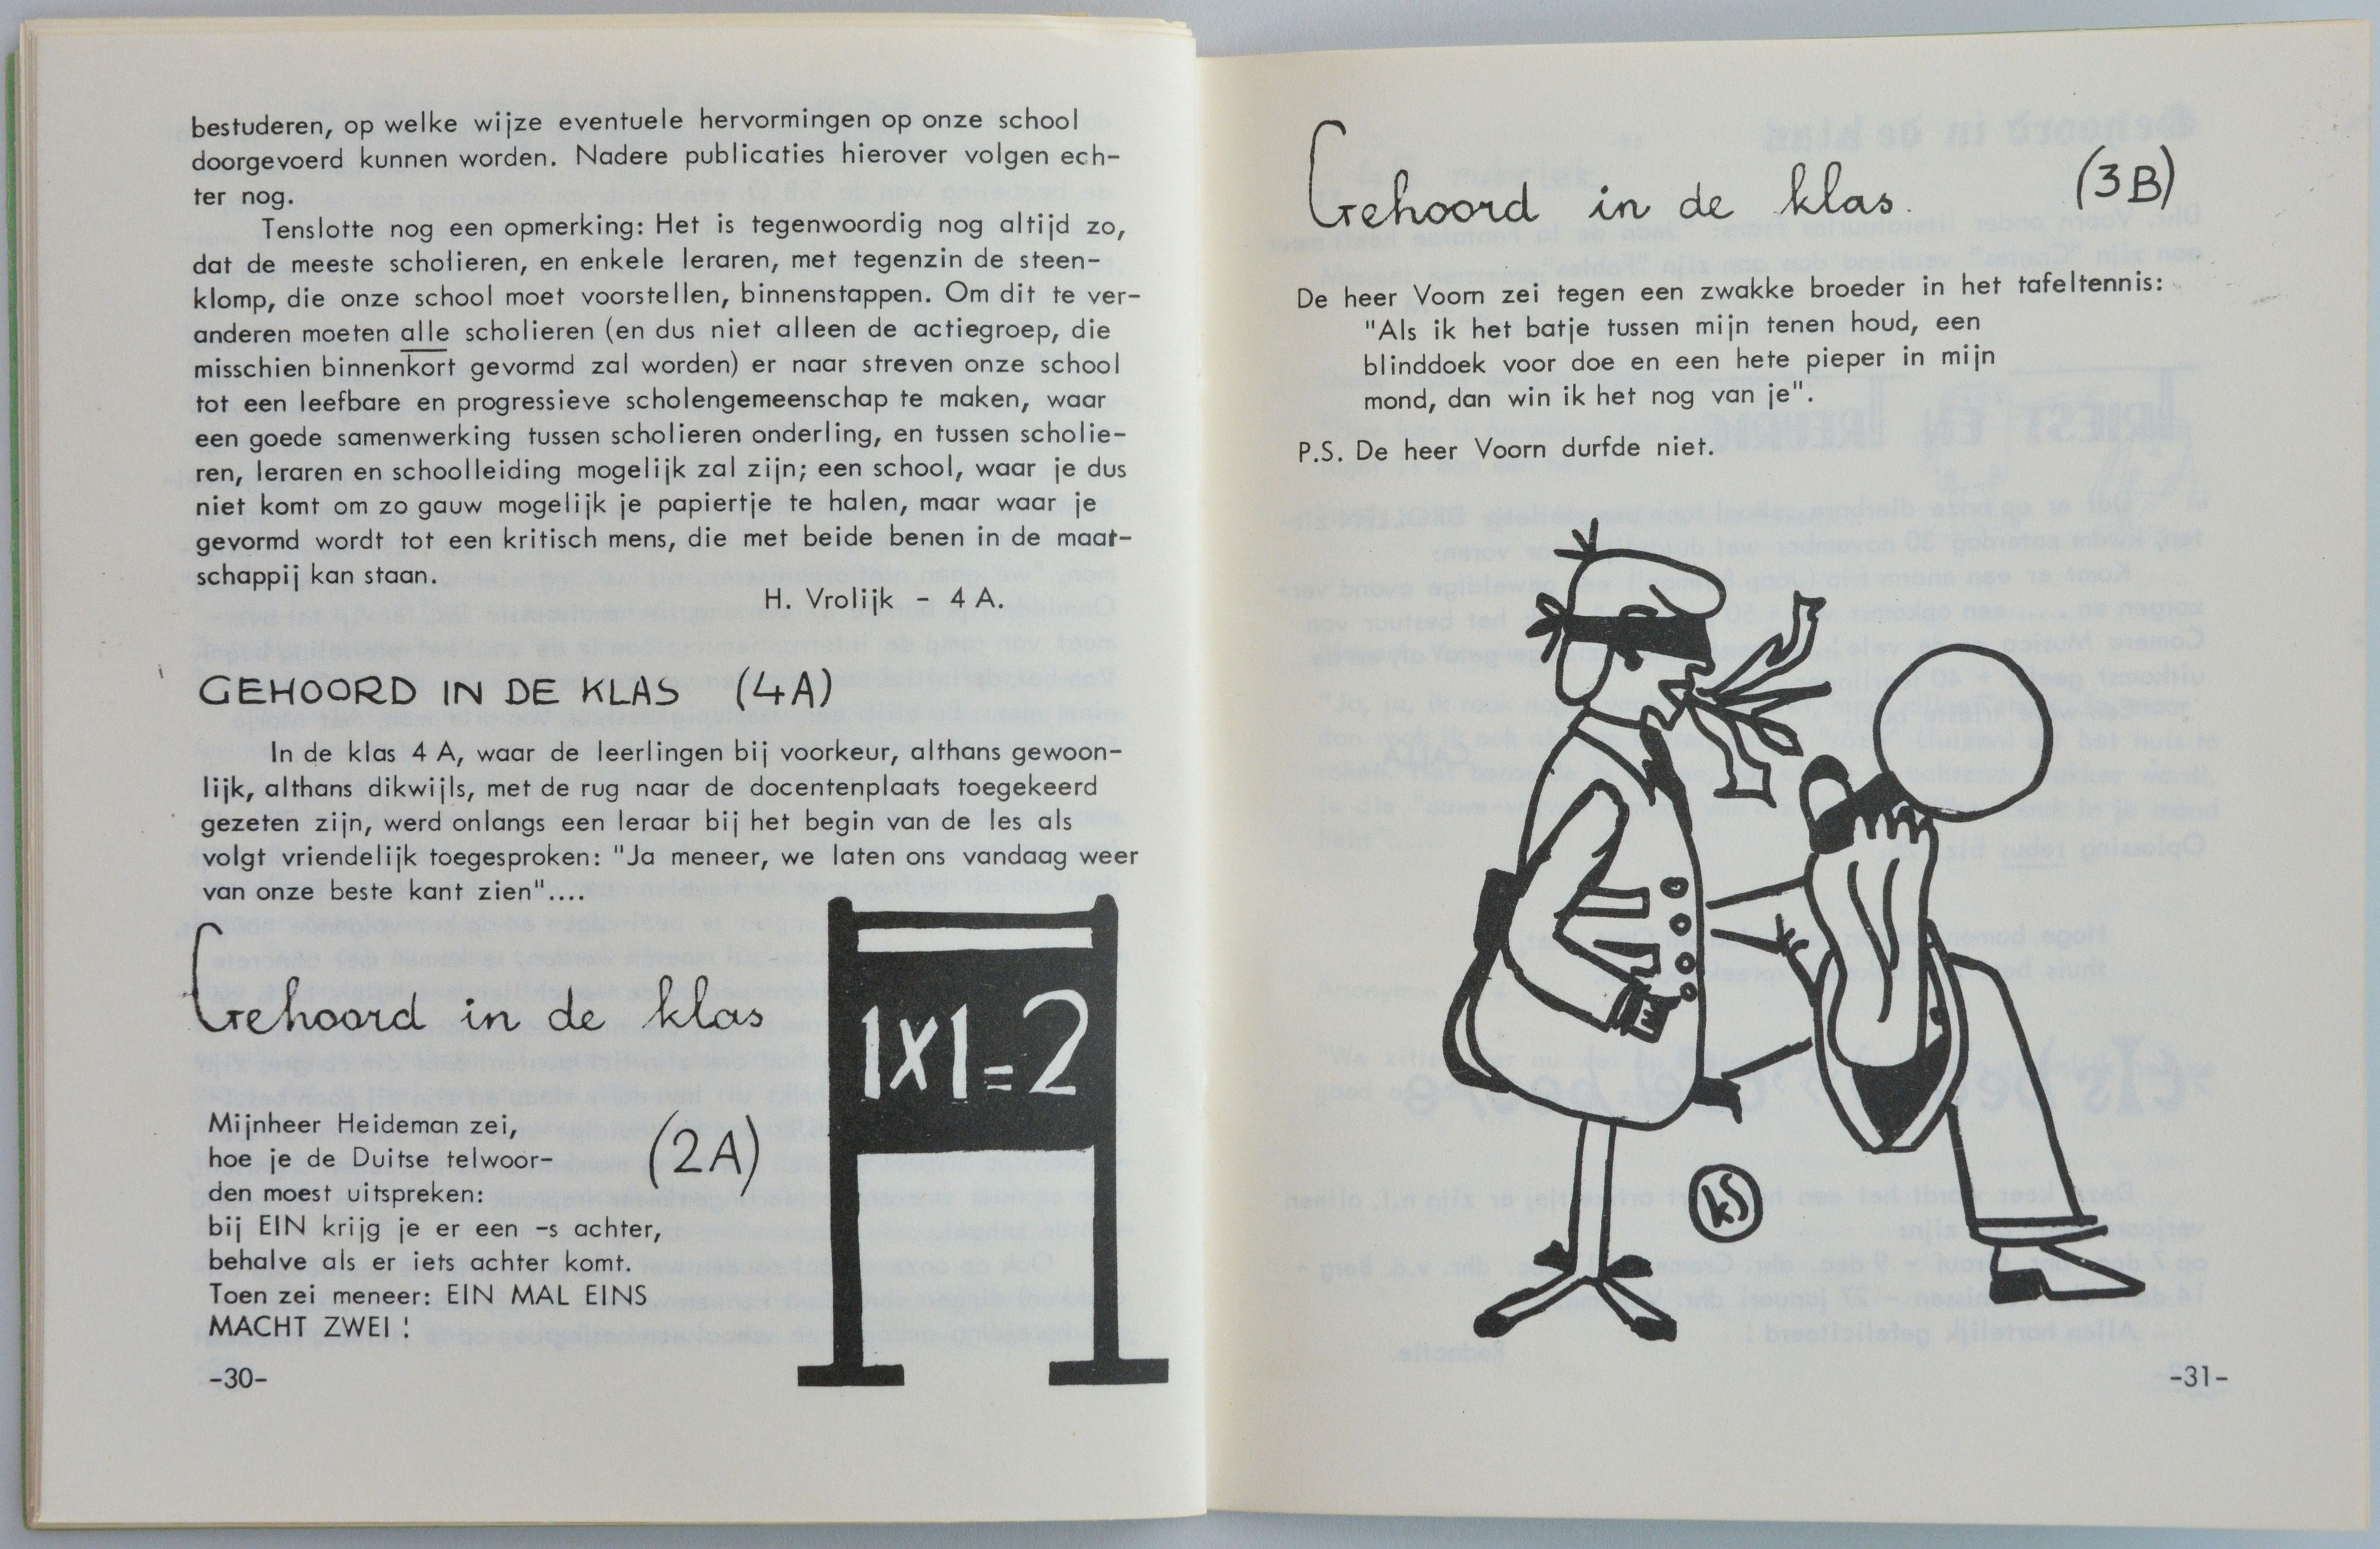 bestuderen, op welke wijze eventuele hervormingen op onze school
doorgevoerd kunnen worden. Nadere publicaties hierover volgen ech-
ter nog.
Tenslotte nog een opmerking: Het is tegenwoordig nog altijd zo,
dat de meeste scholieren, en enkele leraren, met tegenzin de steen-
klomp, die onze school moet voorstellen, binnenstappen. Om dit te ver-
anderen moeten alle scholieren (en dus niet alleen de actiegroep, die
misschien binnenkort gevormd zal worden) er naar streven onze school
tot een leefbare en progressieve scholengemeenschap te maken, waar
een goede samenwerking tussen scholieren onderling, en tussen scholie-
ren, leraren en schoolleiding mogelijk zal zijn; een school, waar je dus
niet komt om zo gauw mogelijk je papiertje te halen, maar waar je
gevormd wordt tot een kritisch mens, die met beide benen in de maat-
schappij kan staan.
H. Vrolijk - 4 A.
GEHOORD IN DE KLAS (4A)
In de klas 4 A, waar de leerlingen bij voorkeur, althans gewoon-
lijk, althans dikwijls, met de rug naar de docentenplaats toegekeerd
gezeten zijn, werd onlangs een leraar bij het begin van de les als
volgt vriendelijk toegesproken: "Ja meneer, we laten ons vandaag weer
van onze beste kant zien"....
Gehoord in de klas
1x1=2
(2A)
Mijnheer Heideman zei,
hoe je de Duitse telwoor-
den moest uitspreken:
bij EIN krijg je er een -s achter,
behalve als er iets achter komt.
Toen zei meneer: EIN MAL EINS
MACHT ZWEI !
-30-
Gehoord in de klas. (3B)
De heer Voorn zei tegen een zwakke broeder in het tafeltennis:
"Als ik het batje tussen mijn tenen houd, een
blinddoek voor doe en een hete pieper in mijn
mond, dan win ik het nog van je".
P.S. De heer Voorn durfde niet.
kS
-31-